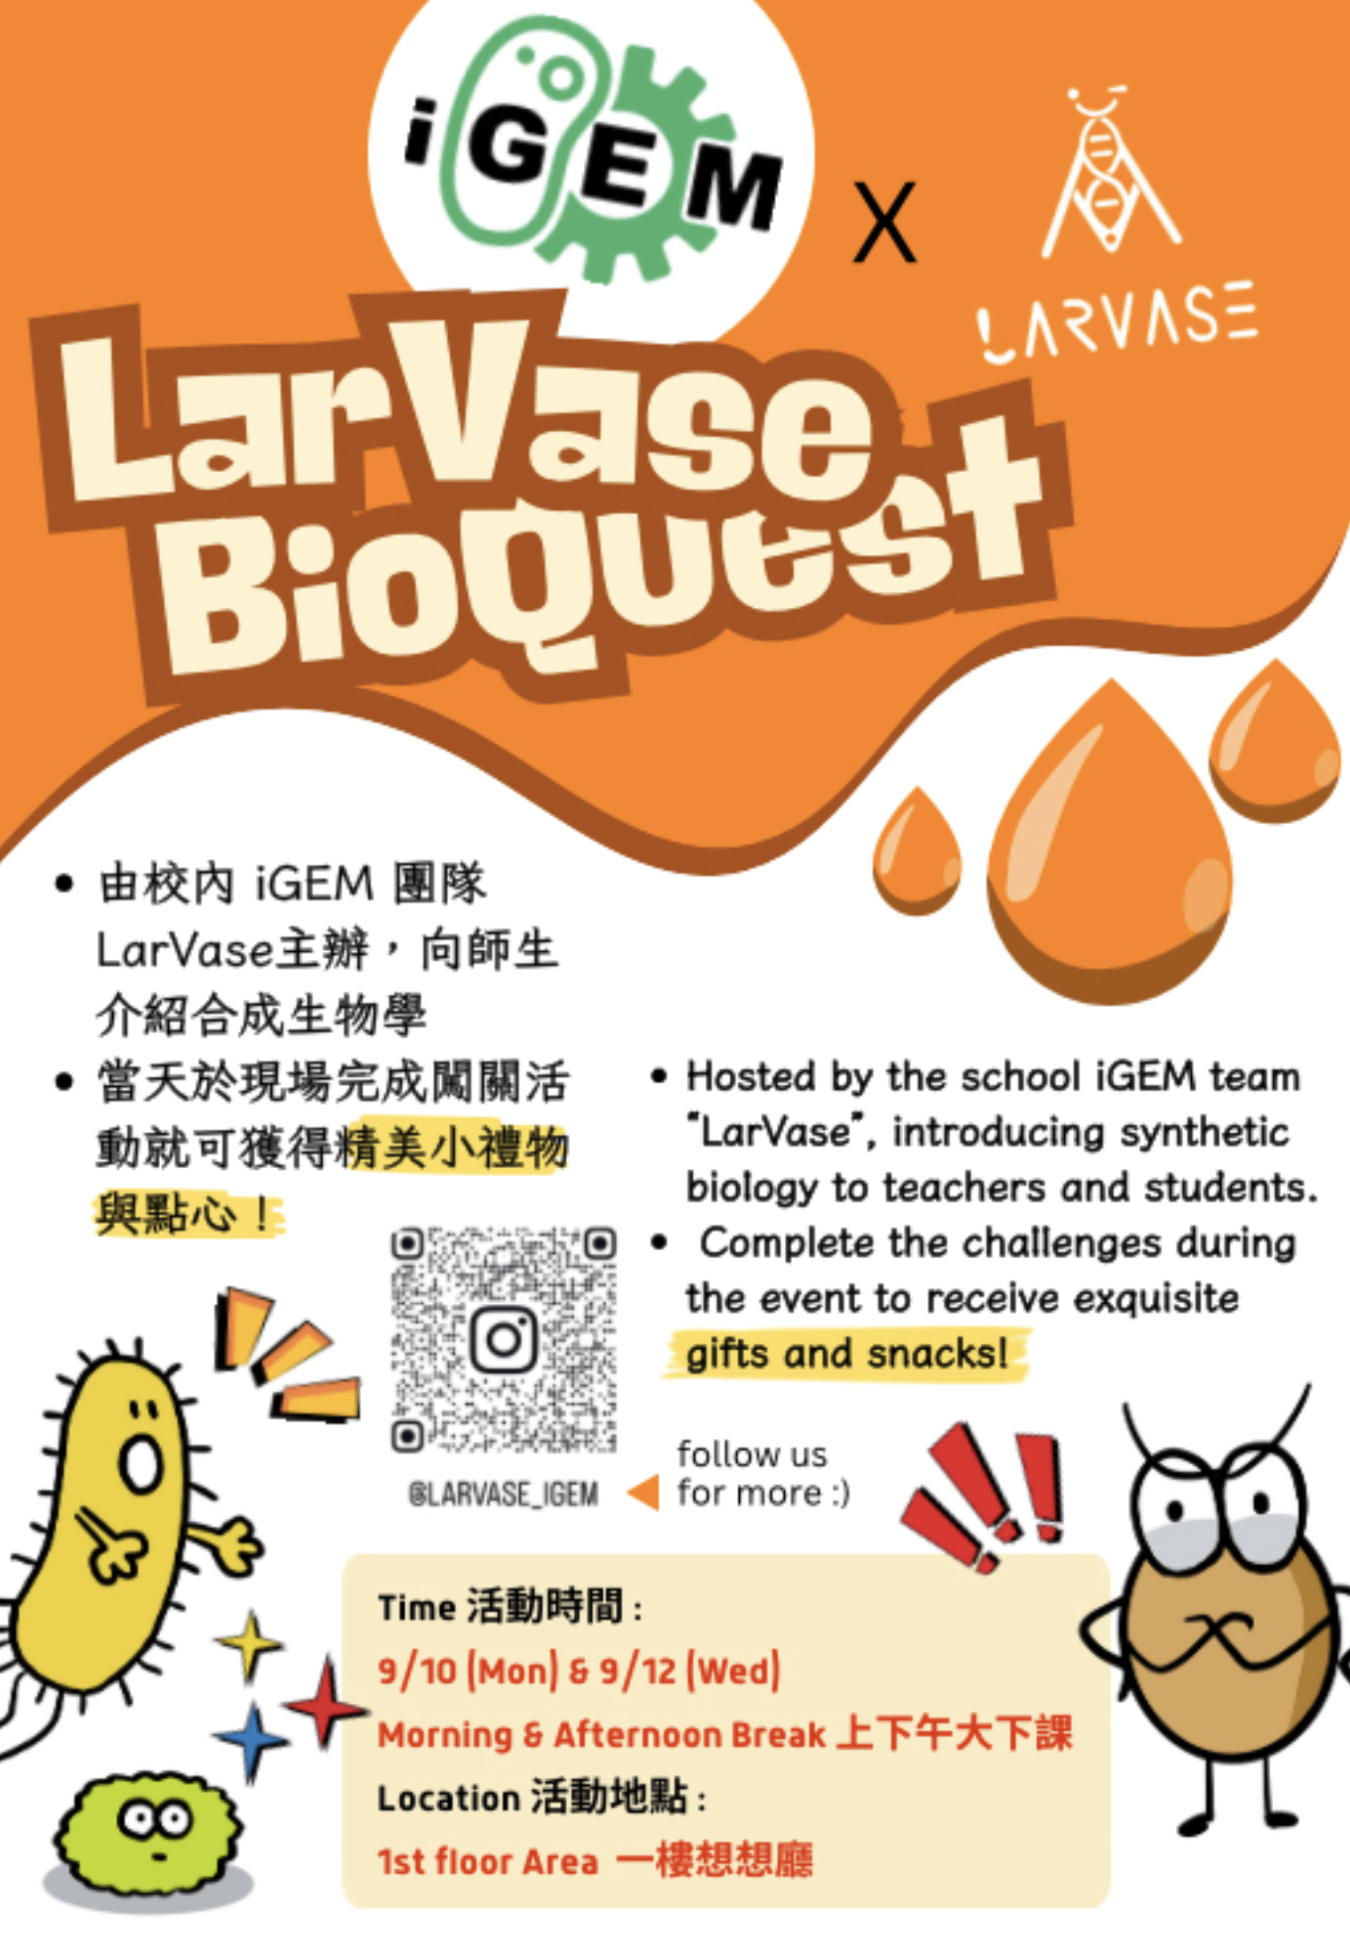 iGEM
X
LARVASE
LarVase
BioQuest
由校內 iGEM 團隊
LarVase主辦，向師生
介紹合成生物學
當天於現場完成闖關活
動就可獲得精美小禮物
與點心！
Hosted by the school iGEM team
“LarVase”, introducing synthetic
biology to teachers and students.
Complete the challenges during
the event to receive exquisite
gifts and snacks!
@LARVASE_IGEM
follow us
for more :)
Time 活動時間 :
9/10 (Mon) & 9/12 (Wed)
Morning & Afternoon Break 上下午大下課
Location 活動地點 :
1st floor Area 一樓想想廳